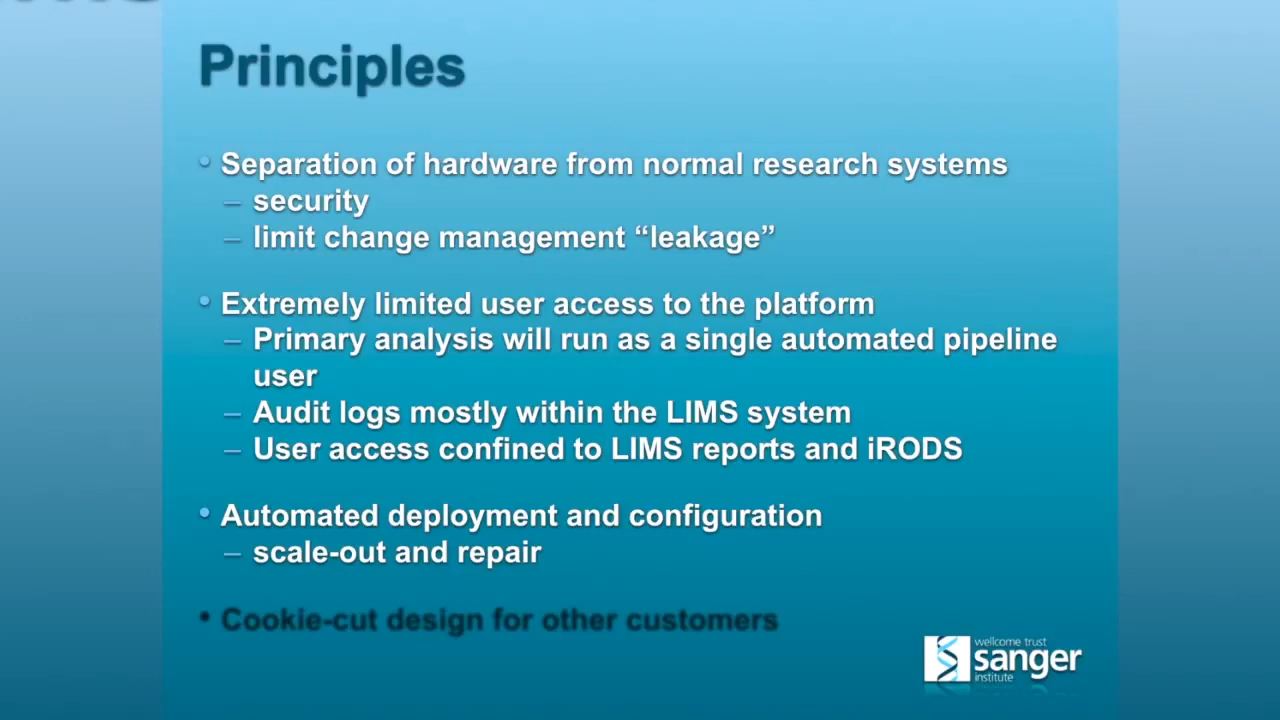 Principles
• Separation of hardware from normal research systems
– security
– limit change management “leakage”
• Extremely limited user access to the platform
– Primary analysis will run as a single automated pipeline
user
– Audit logs mostly within the LIMS system
– User access confined to LIMS reports and iRODS
• Automated deployment and configuration
– scale-out and repair
• Cookie-cut design for other customers
wellcome trust
sanger
institute